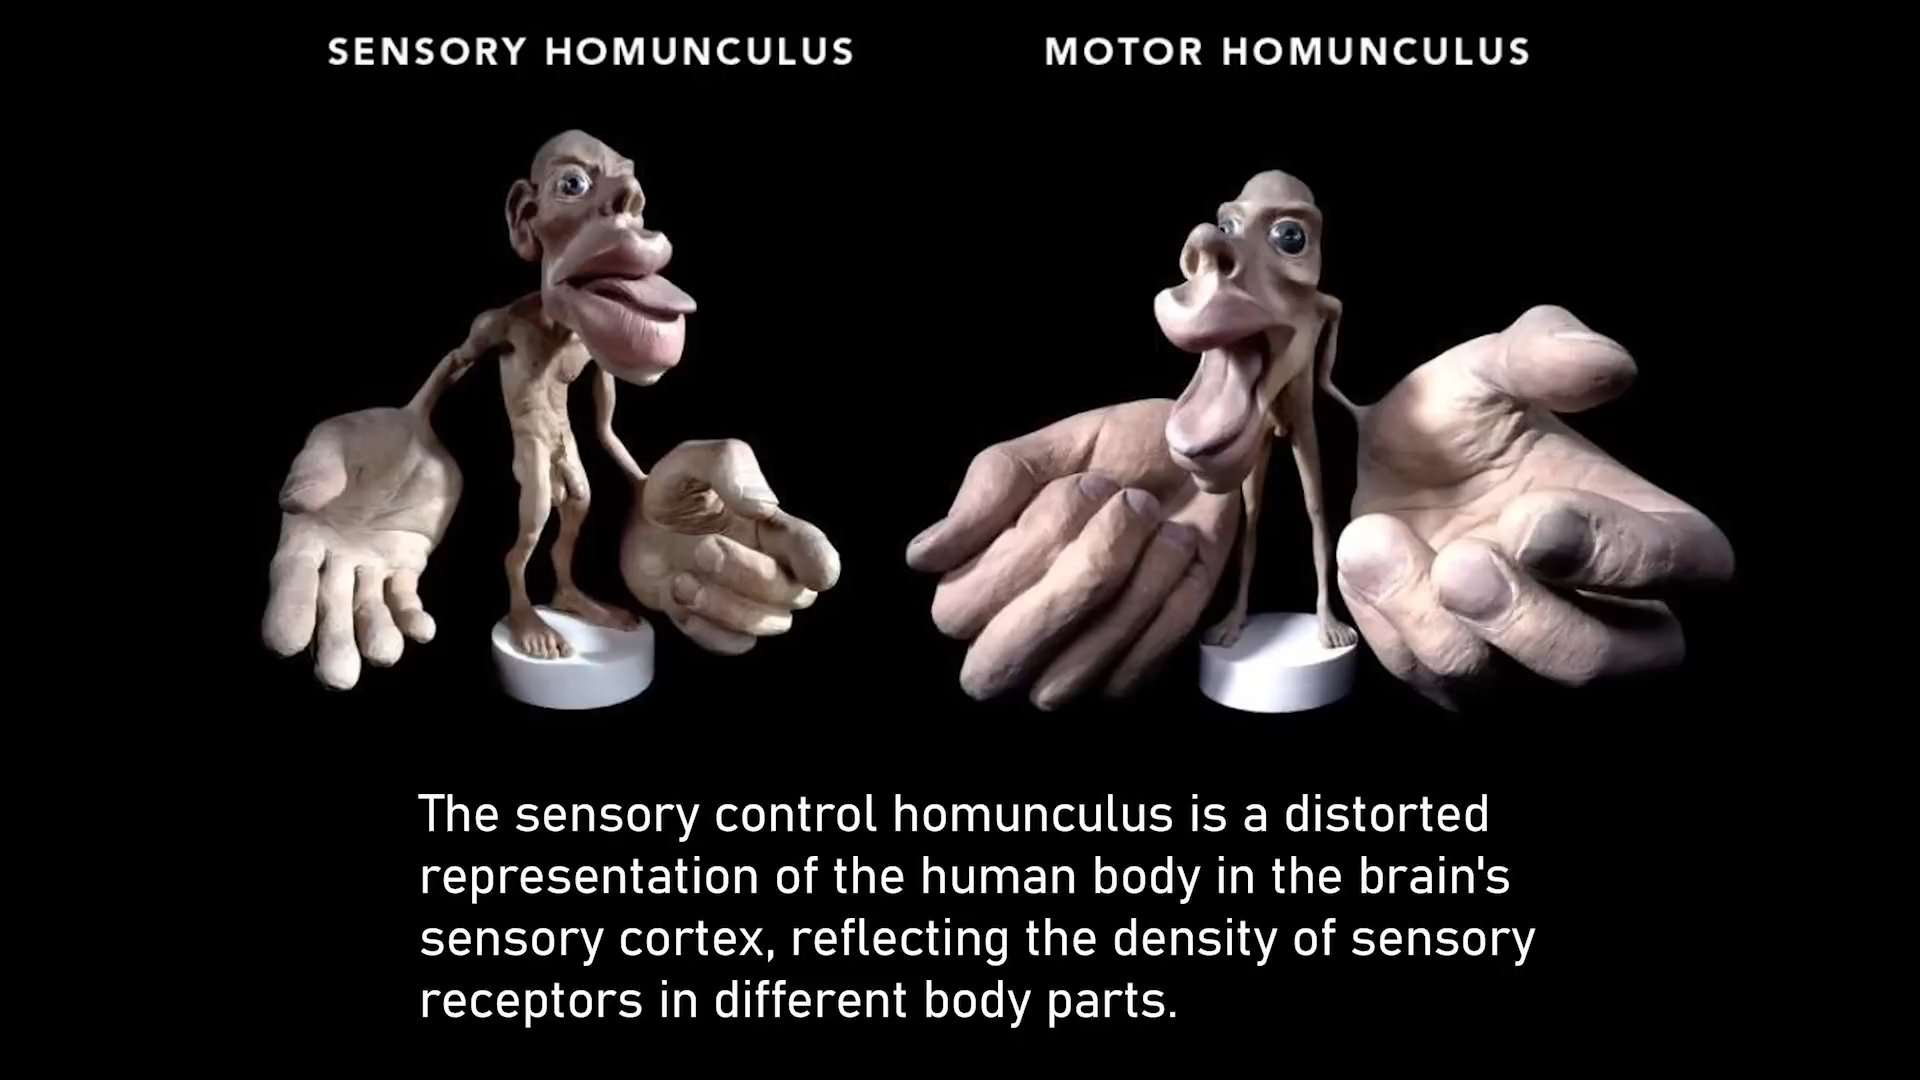 SENSORY HOMUNCULUS
MOTOR HOMUNCULUS
The sensory control homunculus is a distorted
representation of the human body in the brain's
sensory cortex, reflecting the density of sensory
receptors in different body parts.